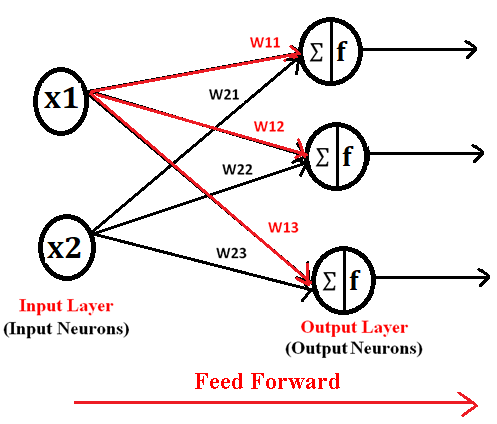 W11
Σ f
x1
W21
W12
Σ f
W22
x2
W13
W23
Σ f
Input Layer
(Input Neurons)
Output Layer
(Output Neurons)
Feed Forward